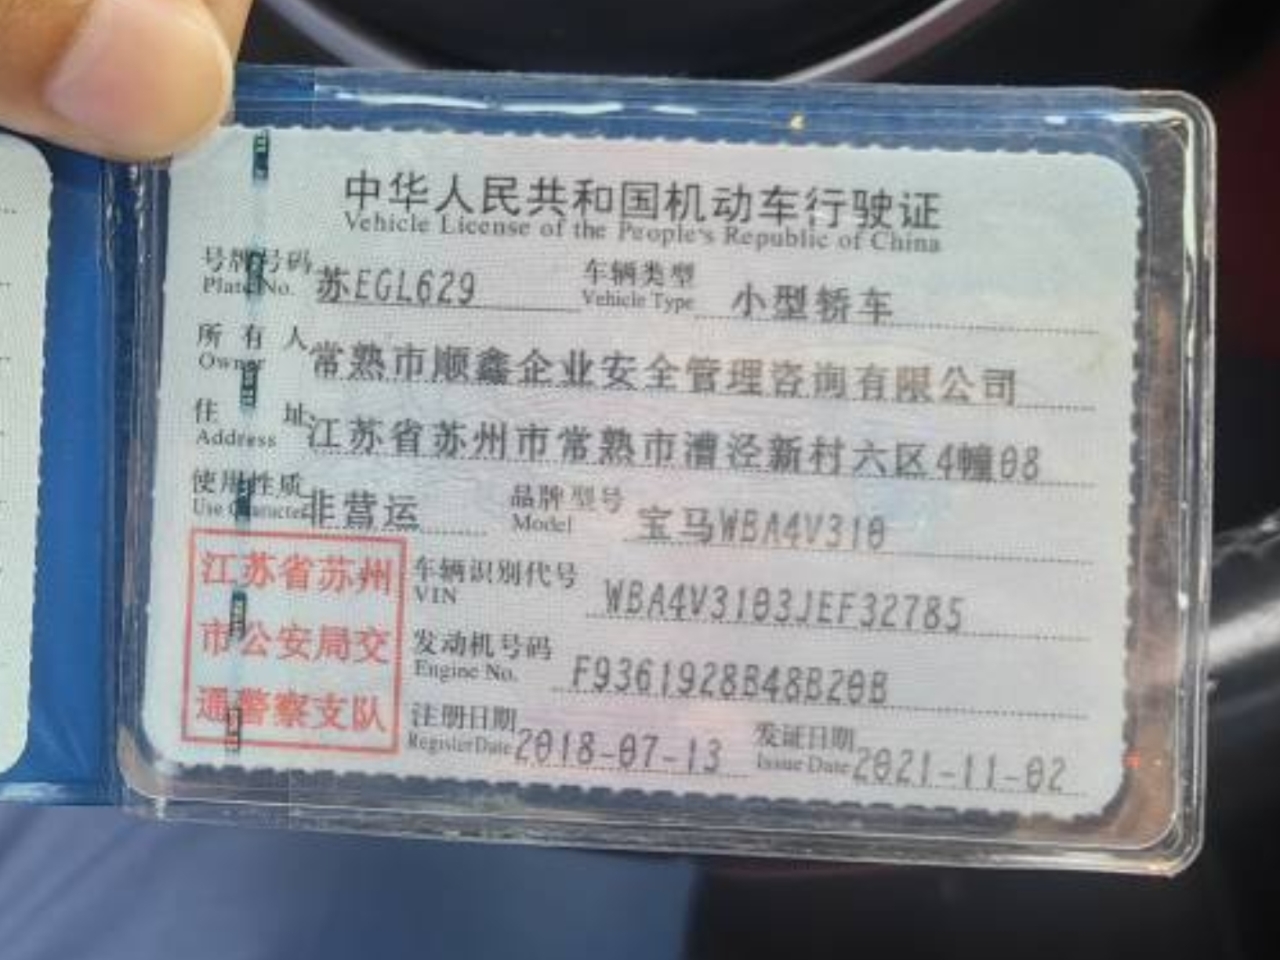 中华人民共和国机动车行驶证
Vehicle License of the People's Republic of China
号牌号码 苏EGL629 车辆类型 小型轿车
Plate No. Vehicle Type
所有人 常熟市顺鑫企业安全管理咨询有限公司
Owner
住址 江苏省苏州市常熟市漕泾新村六区4幢08
Address
使用性质 非营运 品牌型号 宝马WBA4V310
Use Character Model
江苏省苏州
市公安局交
通警察支队
车辆识别代号 WBA4V3103JEF32785
VIN
发动机号码 F9361928B48B20B
Engine No.
注册日期 2018-07-13 发证日期 2021-11-02
Register Date Issue Date